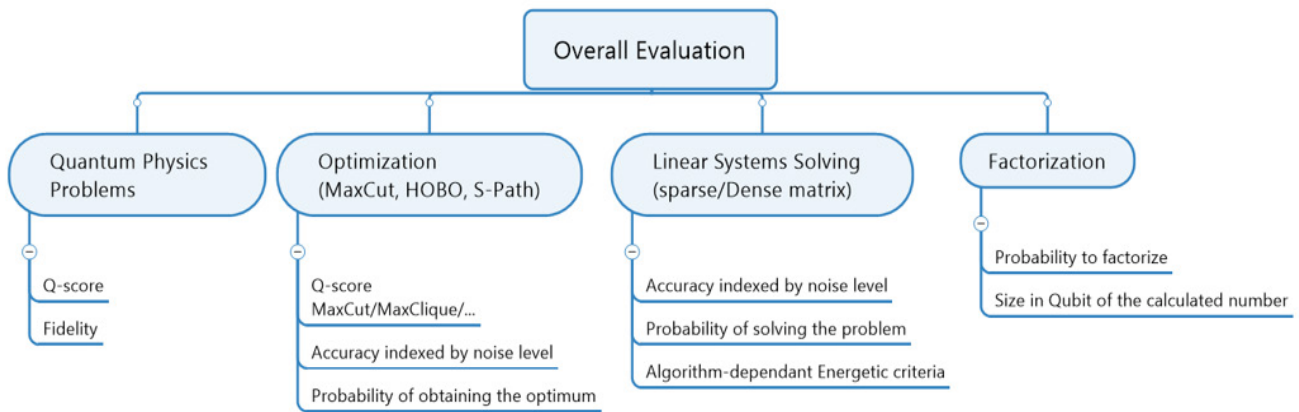 Overall Evaluation
Quantum Physics
Problems
Q-score
Fidelity
Optimization
(MaxCut, HOBO, S-Path)
Q-score
MaxCut/MaxClique/...
Accuracy indexed by noise level
Probability of obtaining the optimum
Linear Systems Solving
(sparse/Dense matrix)
Accuracy indexed by noise level
Probability of solving the problem
Algorithm-dependant Energetic criteria
Factorization
Probability to factorize
Size in Qubit of the calculated number